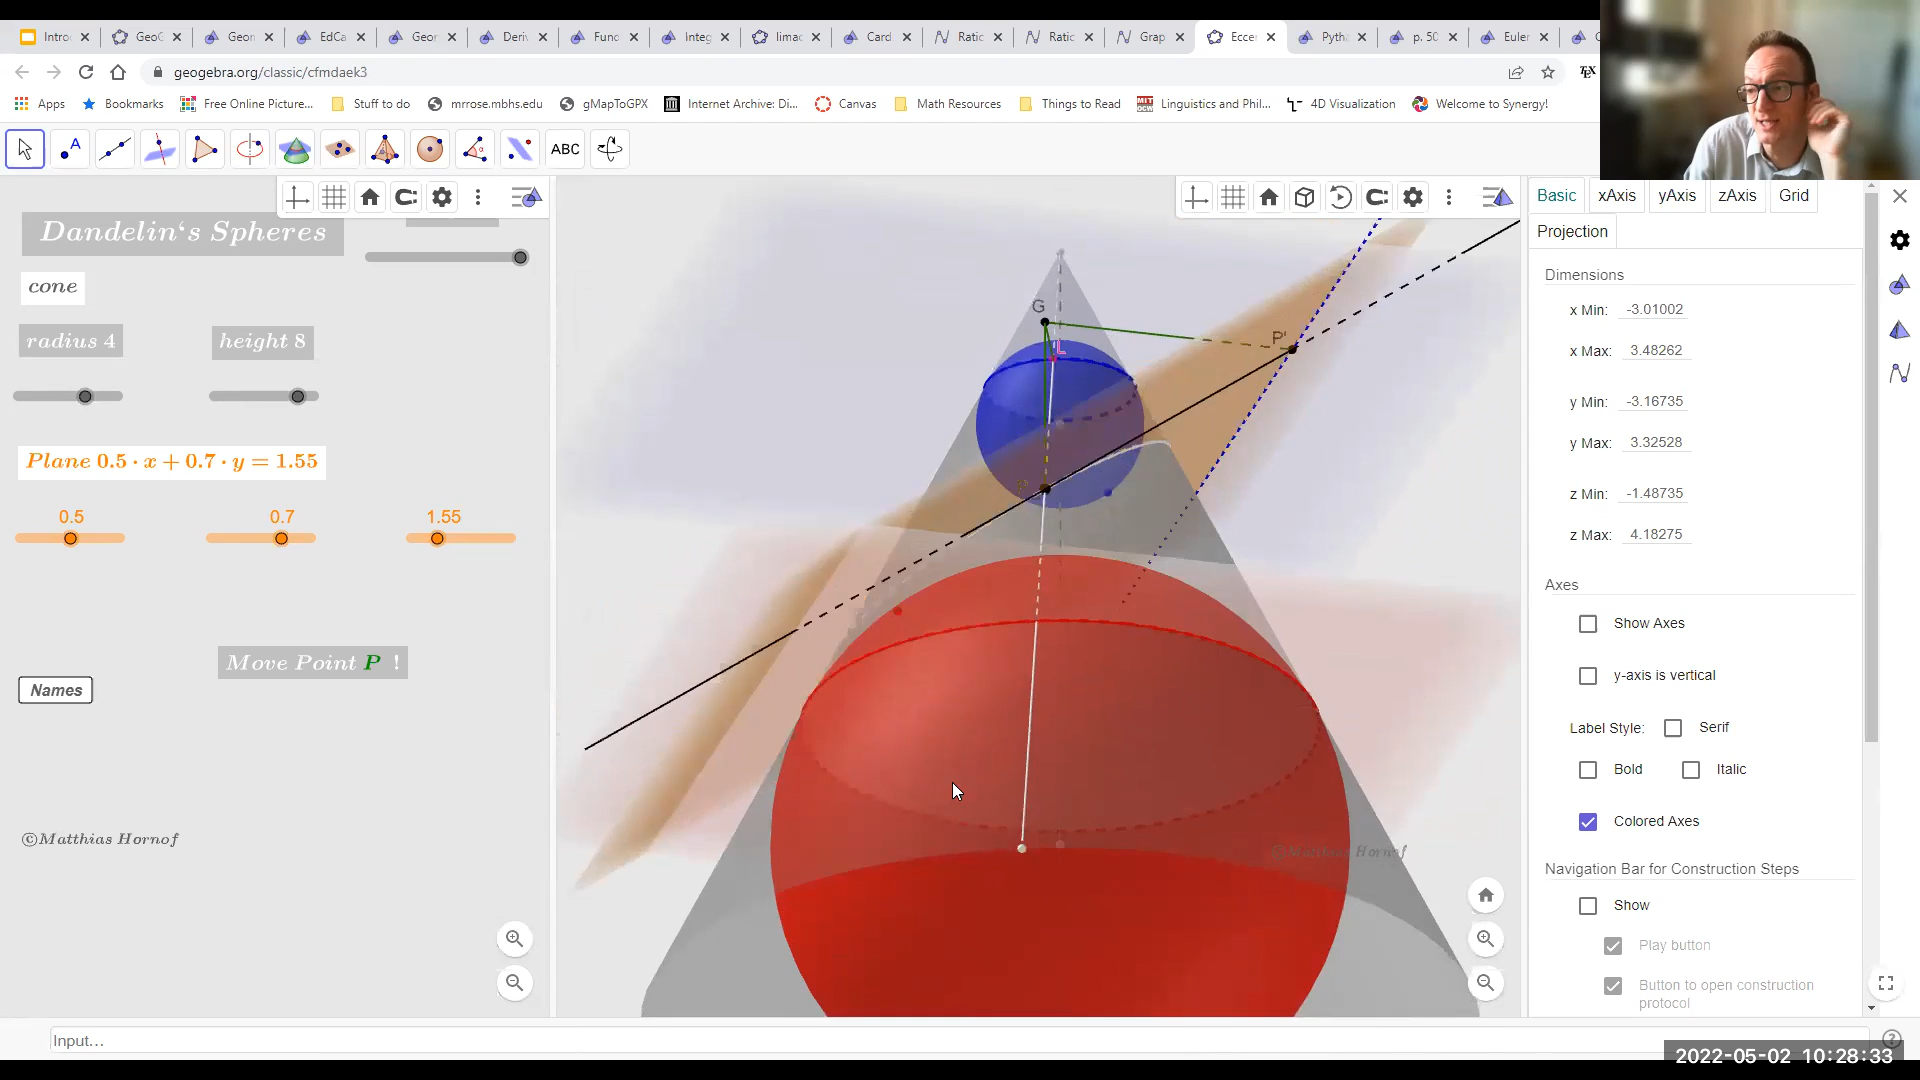 Introd
GeoG
Geom
EdCa
Geor
Deriv
Func
Integ
limac
Card
Ratic
Ratic
Grap
Eccer
Pytha
p. 50
Euler
geogebra.org/classic/cfmdaek3
Apps
Bookmarks
Free Online Picture...
Stuff to do
mrrose.mbhs.edu
gMapToGPX
Internet Archive: Di...
Canvas
Math Resources
Things to Read
Linguistics and Phil...
4D Visualization
Welcome to Synergy!
A
ABC
Dandelin's Spheres
cone
radius 4
height 8
Plane 0.5 · x + 0.7 · y = 1.55
0.5
0.7
1.55
Move Point P !
Names
©Matthias Hornof
G
L
P'
P
©Matthias Hornof
Basic
xAxis
yAxis
zAxis
Grid
Projection
Dimensions
x Min: -3.01002
x Max: 3.48262
y Min: -3.16735
y Max: 3.32528
z Min: -1.48735
z Max: 4.18275
Axes
Show Axes
y-axis is vertical
Label Style: Serif
Bold
Italic
Colored Axes
Navigation Bar for Construction Steps
Show
Play button
Button to open construction
protocol
Input...
2022-05-02 10:28:33